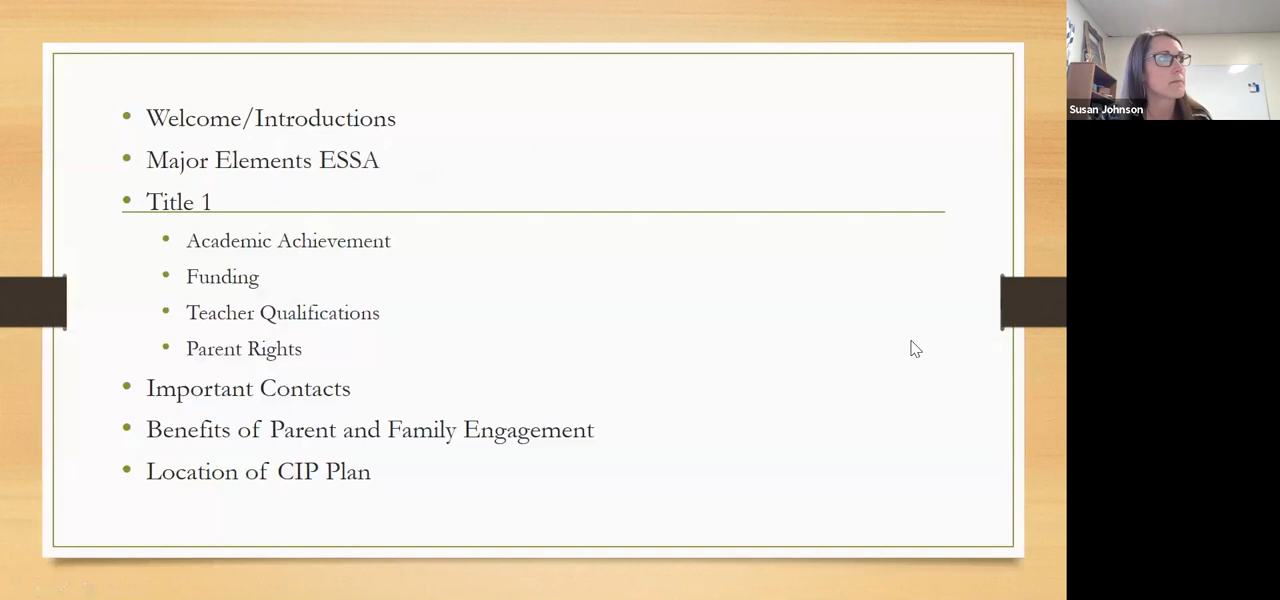 Welcome/Introductions
Major Elements ESSA
Title 1
Academic Achievement
Funding
Teacher Qualifications
Parent Rights
Important Contacts
Benefits of Parent and Family Engagement
Location of CIP Plan
Susan Johnson